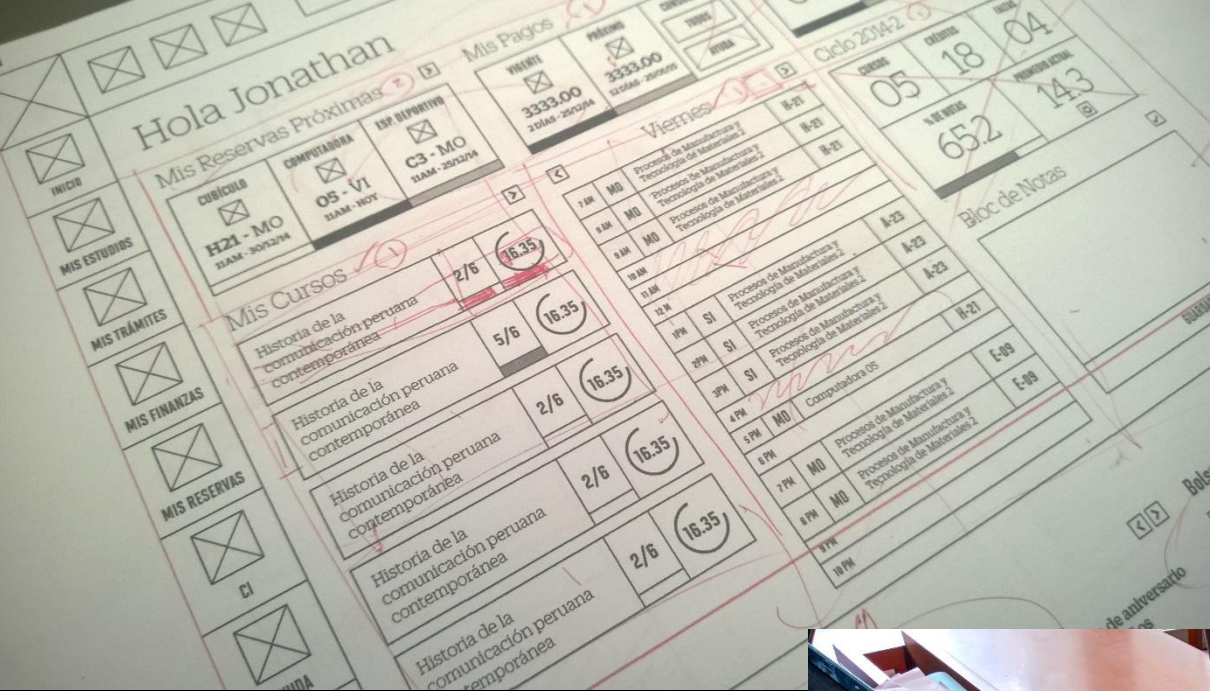 Hola Jonathan
INICIO
MIS ESTUDIOS
MIS TRÁMITES
MIS FINANZAS
MIS RESERVAS
CI
Mis Reservas Próximas
CUBÍCULO
H21 - MO
11AM - 30/12/14
COMPUTADORA
05 - VI
11AM - HOY
ESP. DEPORTIVO
C3 - MO
11AM - 25/12/14
Mis Pagos
VIGENTE
3333.00
2 DÍAS - 25/12/14
PRÓXIMO
3333.00
TODOS
AYUDA
Ciclo 2014-2
CURSOS
05
CRÉDITOS
18
04
% DE NOTAS
65.2
PROMEDIO ACTUAL
14.3
Mis Cursos
Historia de la
comunicación peruana
contemporánea
2/6
16.35
Historia de la
comunicación peruana
contemporánea
5/6
16.35
Historia de la
comunicación peruana
contemporánea
2/6
16.35
Historia de la
comunicación peruana
contemporánea
2/6
16.35
Historia de la
comunicación peruana
contemporánea
2/6
16.35
Viernes
7 AM
MO
Procesos de Manufactura y
Tecnología de Materiales 2
H-21
8 AM
MO
Procesos de Manufactura y
Tecnología de Materiales 2
H-21
9 AM
MO
Procesos de Manufactura y
Tecnología de Materiales 2
H-21
10 AM
11 AM
12 M
1PM
SI
Procesos de Manufactura y
Tecnología de Materiales 2
A-23
2PM
SI
Procesos de Manufactura y
Tecnología de Materiales 2
A-23
3PM
SI
Procesos de Manufactura y
Tecnología de Materiales 2
A-23
4 PM
5 PM
MO
Computadora 05
H-21
6 PM
7 PM
MO
Procesos de Manufactura y
Tecnología de Materiales 2
E-09
8 PM
MO
Procesos de Manufactura y
Tecnología de Materiales 2
E-09
9 PM
10 PM
Bloc de Notas
de aniversario